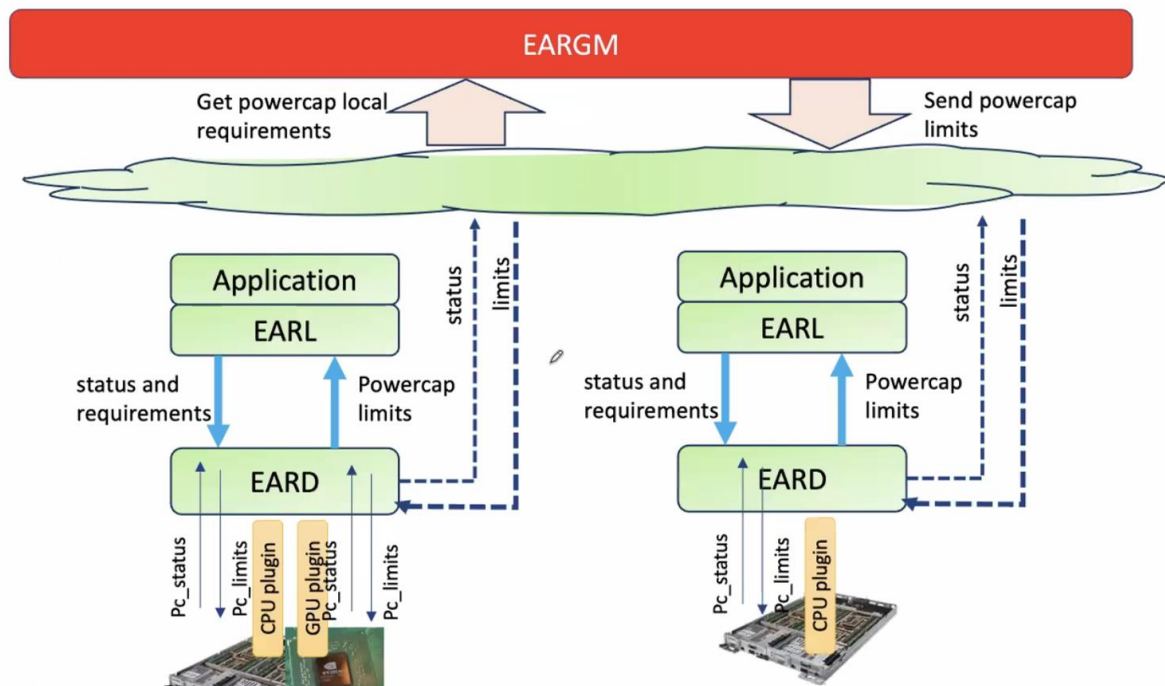 EARGM
Get powercap local
requirements
Send powercap
limits
Application
EARL
status and
requirements
Powercap
limits
EARD
status
limits
Pc_status
Pc_limits
CPU plugin
GPU plugin
Pc_status
Pc_limits
Application
EARL
status and
requirements
Powercap
limits
EARD
status
limits
Pc_status
Pc_limits
CPU plugin